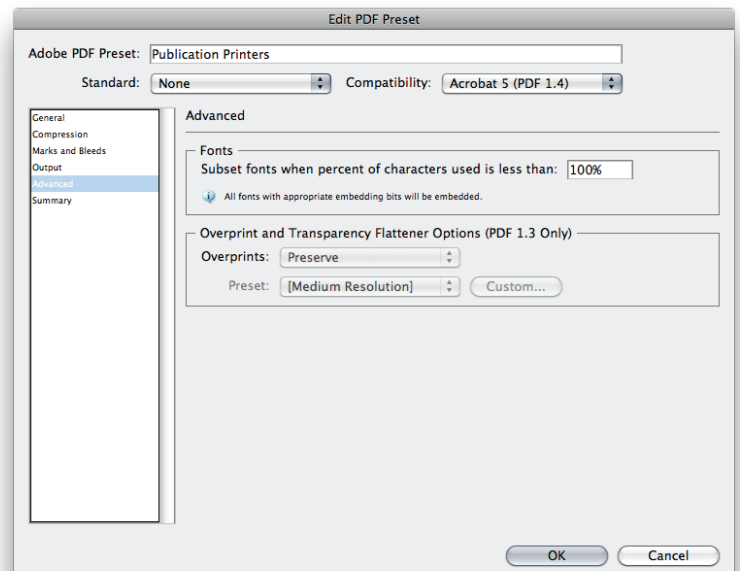 Edit PDF Preset
Adobe PDF Preset: Publication Printers
Standard: None Compatibility: Acrobat 5 (PDF 1.4)
General
Compression
Marks and Bleeds
Output
Advanced
Summary
Advanced
Fonts
Subset fonts when percent of characters used is less than: 100%
All fonts with appropriate embedding bits will be embedded.
Overprint and Transparency Flattener Options (PDF 1.3 Only)
Overprints: Preserve
Preset: [Medium Resolution] Custom...
OK Cancel